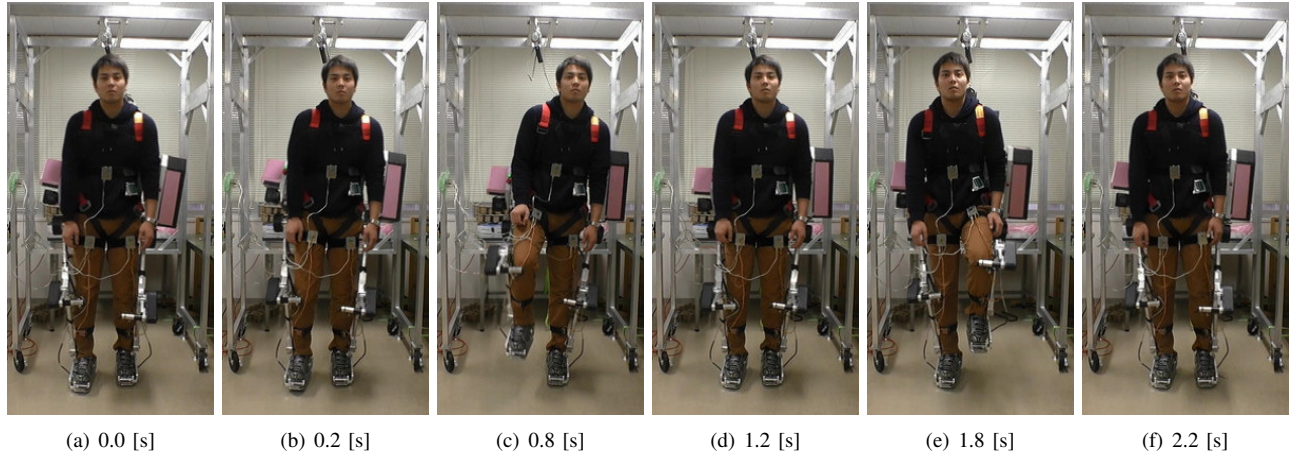 (a) 0.0 [s]
(b) 0.2 [s]
(c) 0.8 [s]
(d) 1.2 [s]
(e) 1.8 [s]
(f) 2.2 [s]